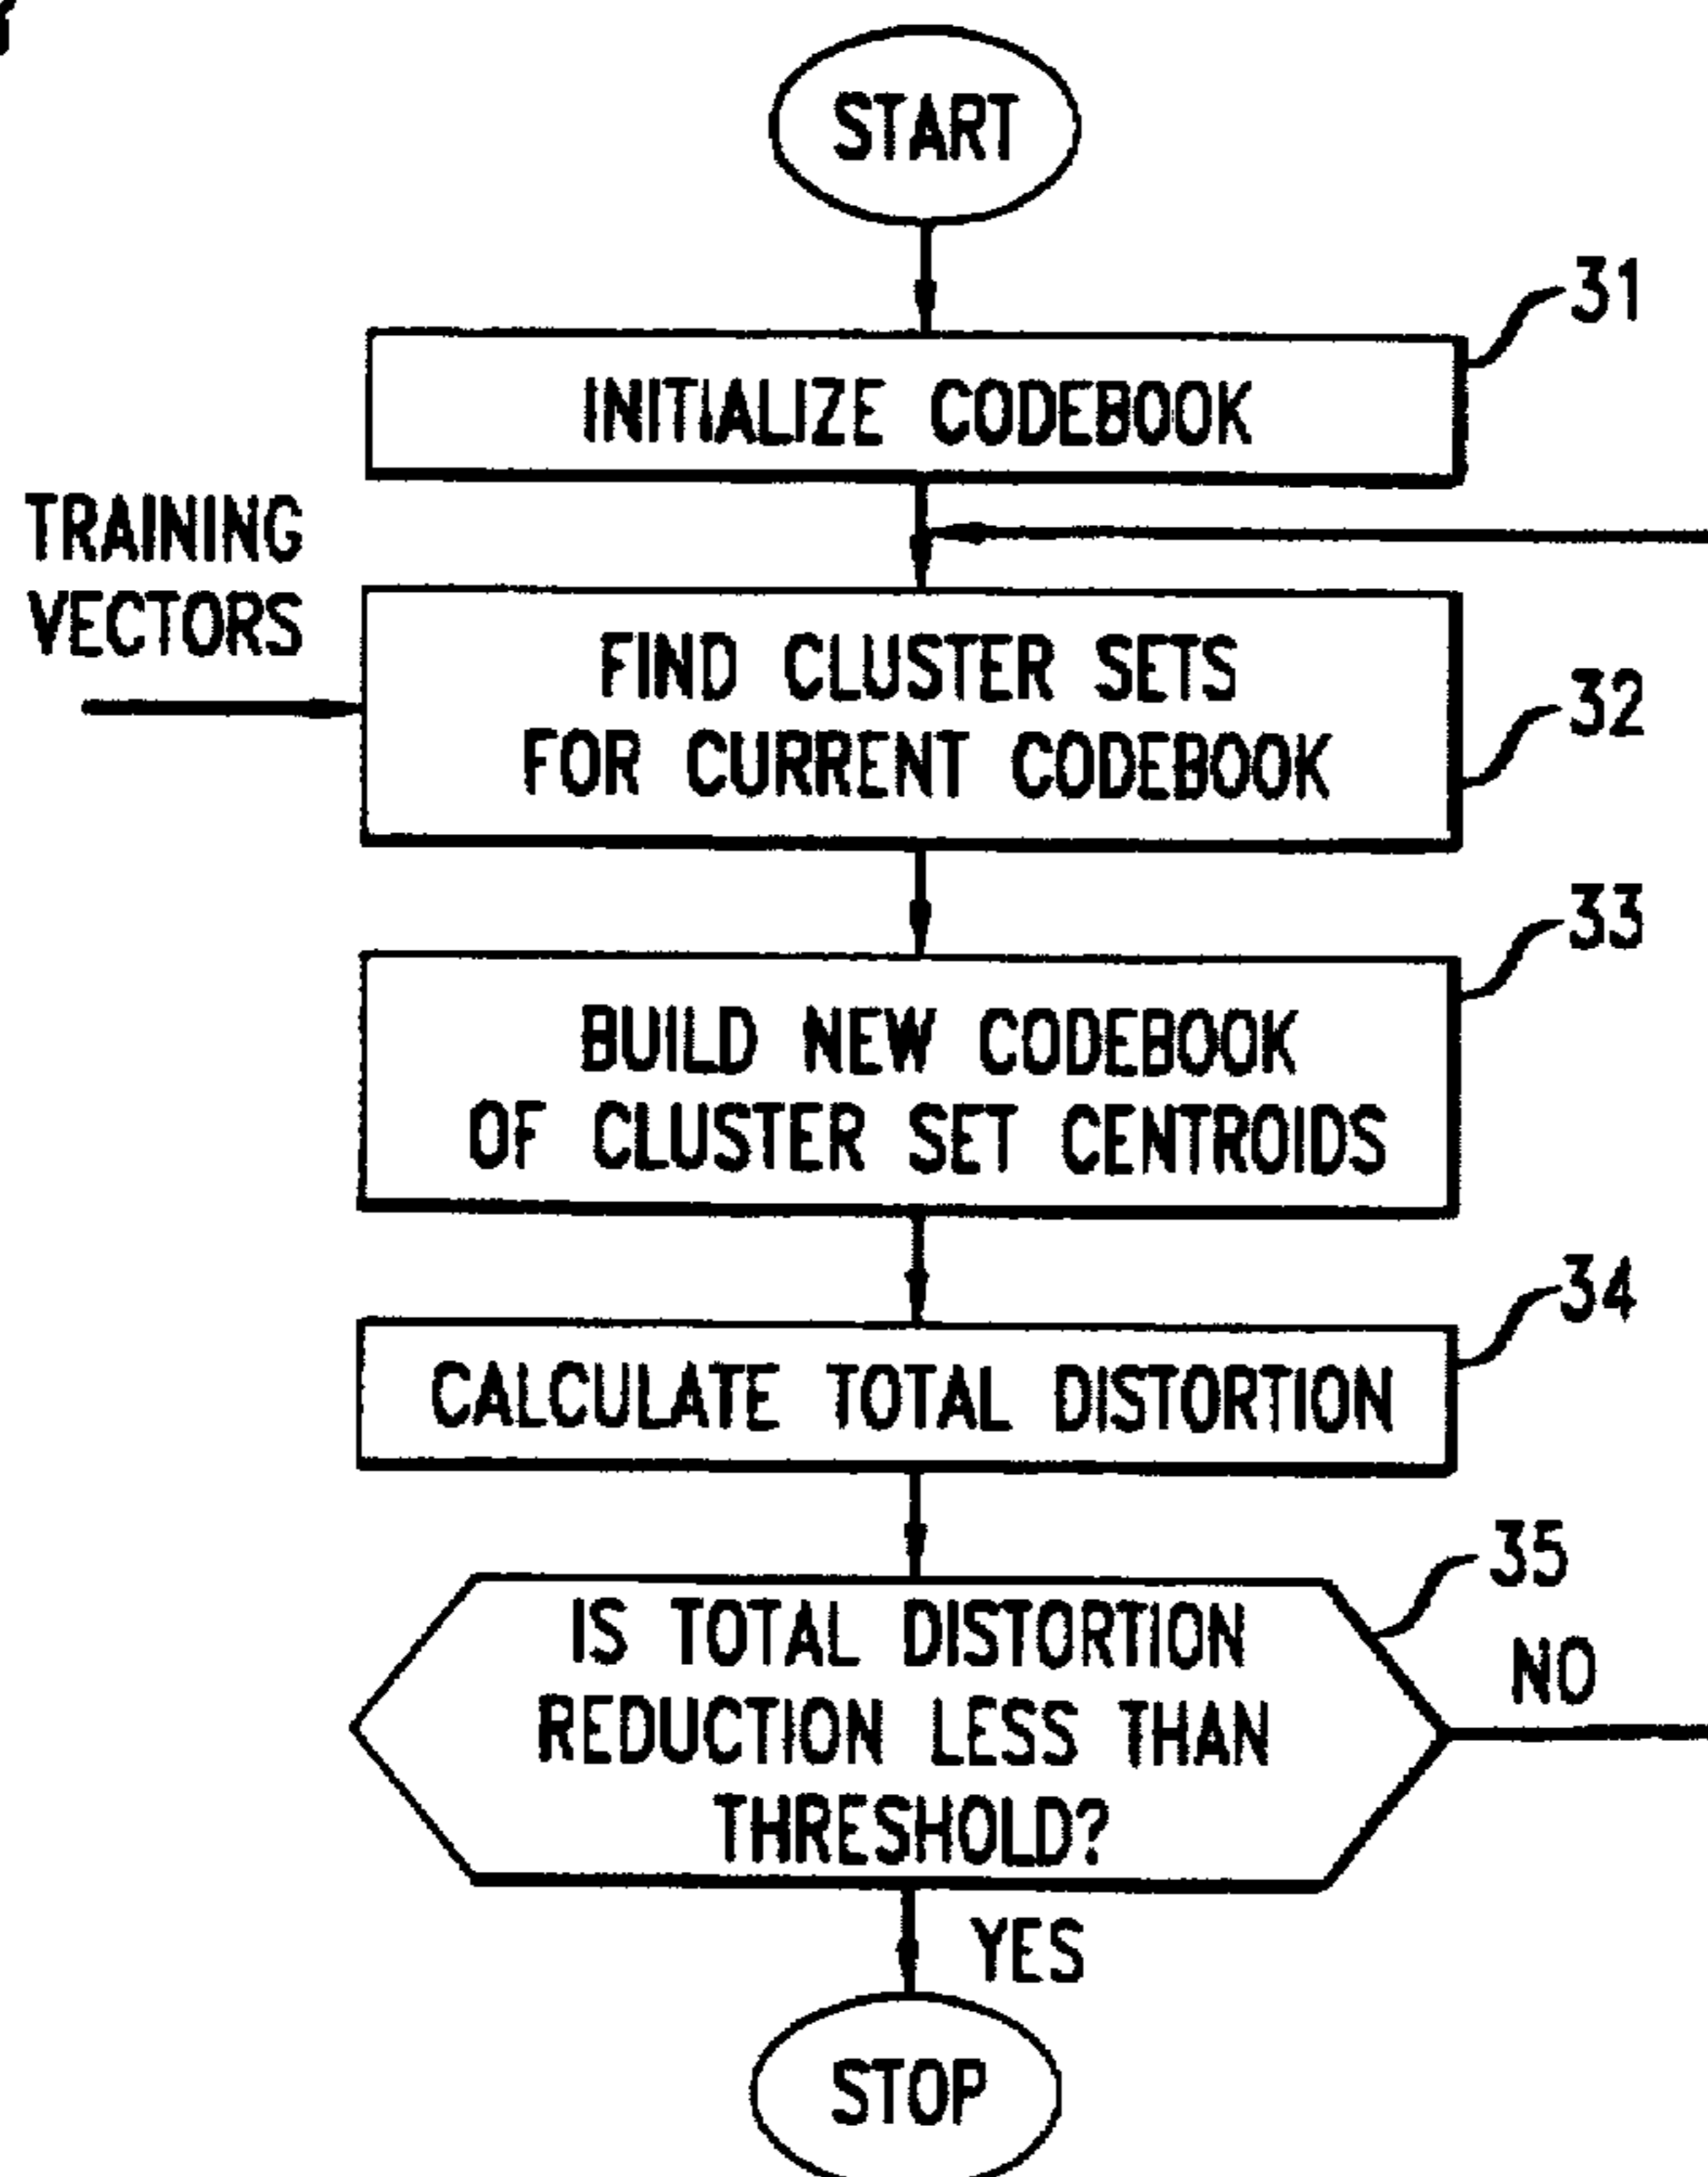 START
31
INITIALIZE CODEBOOK
TRAINING
VECTORS
FIND CLUSTER SETS
FOR CURRENT CODEBOOK
32
33
BUILD NEW CODEBOOK
OF CLUSTER SET CENTROIDS
34
CALCULATE TOTAL DISTORTION
35
IS TOTAL DISTORTION
REDUCTION LESS THAN
THRESHOLD?
NO
YES
STOP